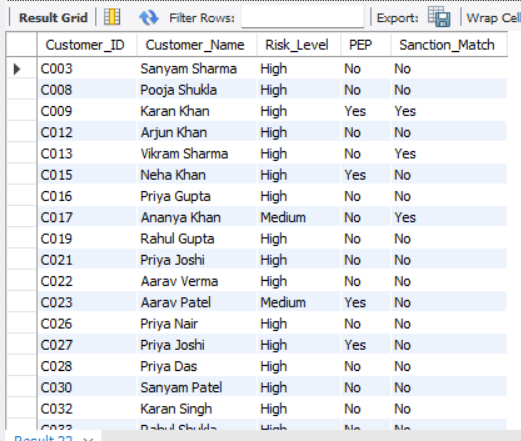 Result Grid Filter Rows: Export: Wrap Cell
Customer_ID Customer_Name Risk_Level PEP Sanction_Match
C003 Sanyam Sharma High No No
C008 Pooja Shukla High No No
C009 Karan Khan High Yes Yes
C012 Arjun Khan High No No
C013 Vikram Sharma High No Yes
C015 Neha Khan High Yes No
C016 Priya Gupta High No No
C017 Ananya Khan Medium No Yes
C019 Rahul Gupta High No No
C021 Priya Joshi High No No
C022 Aarav Verma High No No
C023 Aarav Patel Medium Yes No
C026 Priya Nair High No No
C027 Priya Joshi High Yes No
C028 Priya Das High No No
C030 Sanyam Patel High No No
C032 Karan Singh High No No
C033 Rahul Shukla High No No